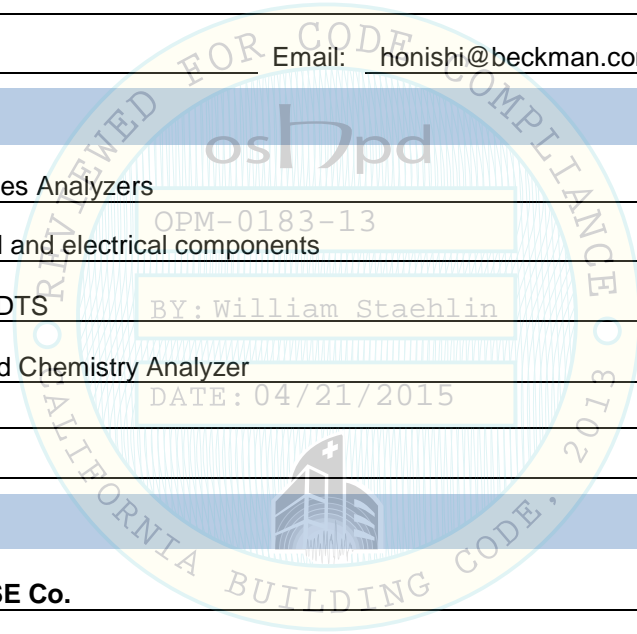 Email: honishi@beckman.co
REVIEWED FOR CODE COMPLIANCE
oshpd
es Analyzers
OPM-0183-13
and electrical components
DTS
BY: William Staehlin
d Chemistry Analyzer
DATE: 04/21/2015
SE Co.
CALIFORNIA BUILDING CODE, 2013